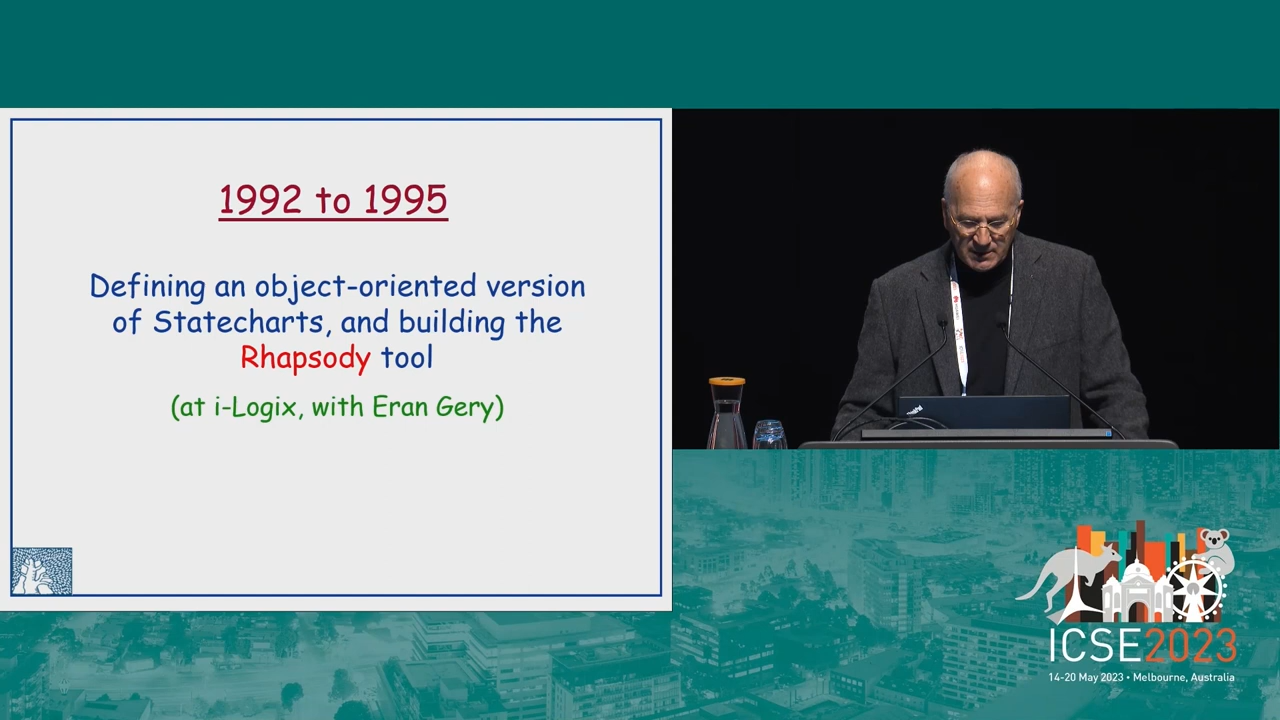 1992 to 1995
Defining an object-oriented version
of Statecharts, and building the
Rhapsody tool
(at i-Logix, with Eran Gery)
ICSE2023
14-20 May 2023 • Melbourne, Australia